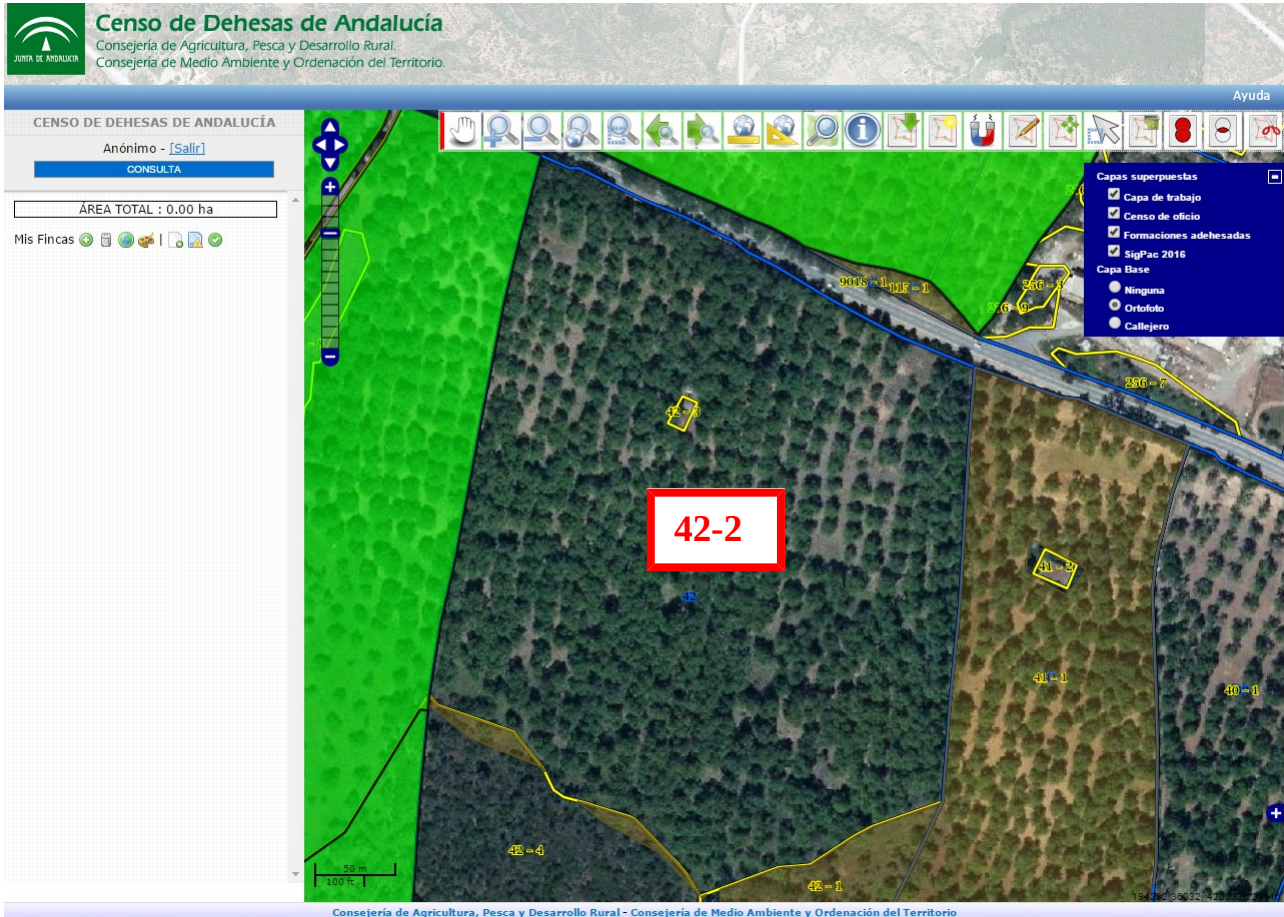 Censo de Dehesas de Andalucía
Consejería de Agricultura, Pesca y Desarrollo Rural.
Consejería de Medio Ambiente y Ordenación del Territorio.
JUNTA DE ANDALUCIA
Ayuda
CENSO DE DEHESAS DE ANDALUCÍA
Anónimo - [Salir]
CONSULTA
ÁREA TOTAL : 0.00 ha
Mis Fincas
Capas superpuestas
Capa de trabajo
Censo de oficio
Formaciones adehesadas
SigPac 2016
Capa Base
Ninguna
Ortofoto
Callejero
9018 - 1
115 - 1
256 - 3
256 - 7
42 - 3
42-2
42
41 - 2
41 - 1
40 - 1
42 - 4
42 - 1
50 m
100 ft
Consejería de Agricultura, Pesca y Desarrollo Rural - Consejería de Medio Ambiente y Ordenación del Territorio